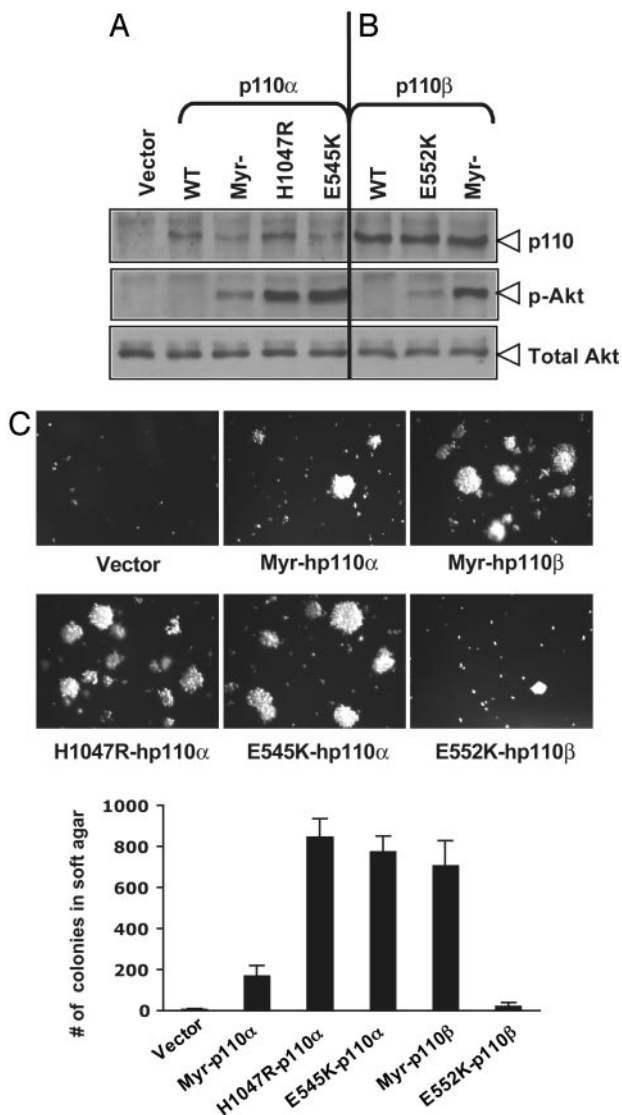 A
B
p110α
p110β
Vector
WT
Myr-
H1047R
E545K
WT
E552K
Myr-
p110
p-Akt
Total Akt
C
Vector
Myr-hp110α
Myr-hp110β
H1047R-hp110α
E545K-hp110α
E552K-hp110β
# of colonies in soft agar
1000
800
600
400
200
0
Vector
Myr-p110α
H1047R-p110α
E545K-p110α
Myr-p110β
E552K-p110β